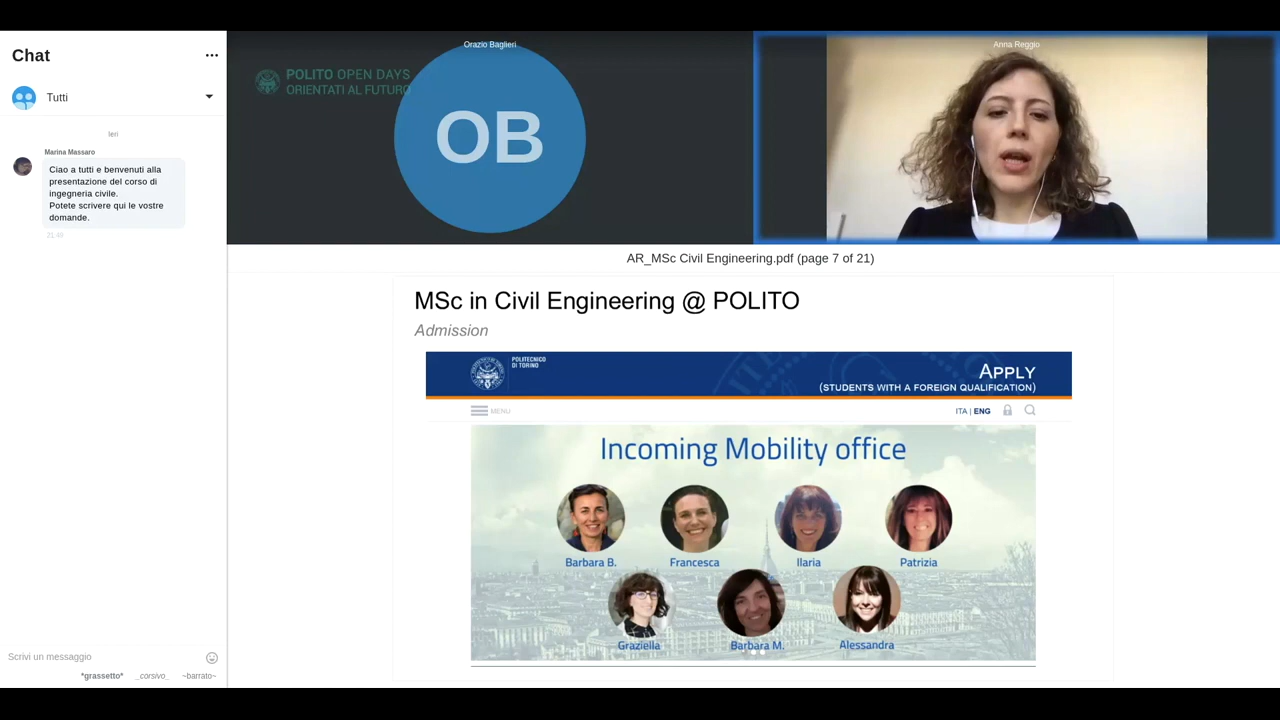 Chat
Tutti
Ieri
Marina Massaro
Ciao a tutti e benvenuti alla
presentazione del corso di
ingegneria civile.
Potete scrivere qui le vostre
domande.
21:48
Scrivi un messaggio
*grassetto* _corsivo_ ~barrato~
Orazio Baglieri
POLITO OPEN DAYS
ORIENTATI AL FUTURO
OB
Anna Reggio
AR_MSc Civil Engineering.pdf (page 7 of 21)
MSc in Civil Engineering @ POLITO
Admission
POLITECNICO
DI TORINO
APPLY
(STUDENTS WITH A FOREIGN QUALIFICATION)
MENU
ITA | ENG
Incoming Mobility office
Barbara B. Francesca Ilaria Patrizia
Graziella Barbara M. Alessandra